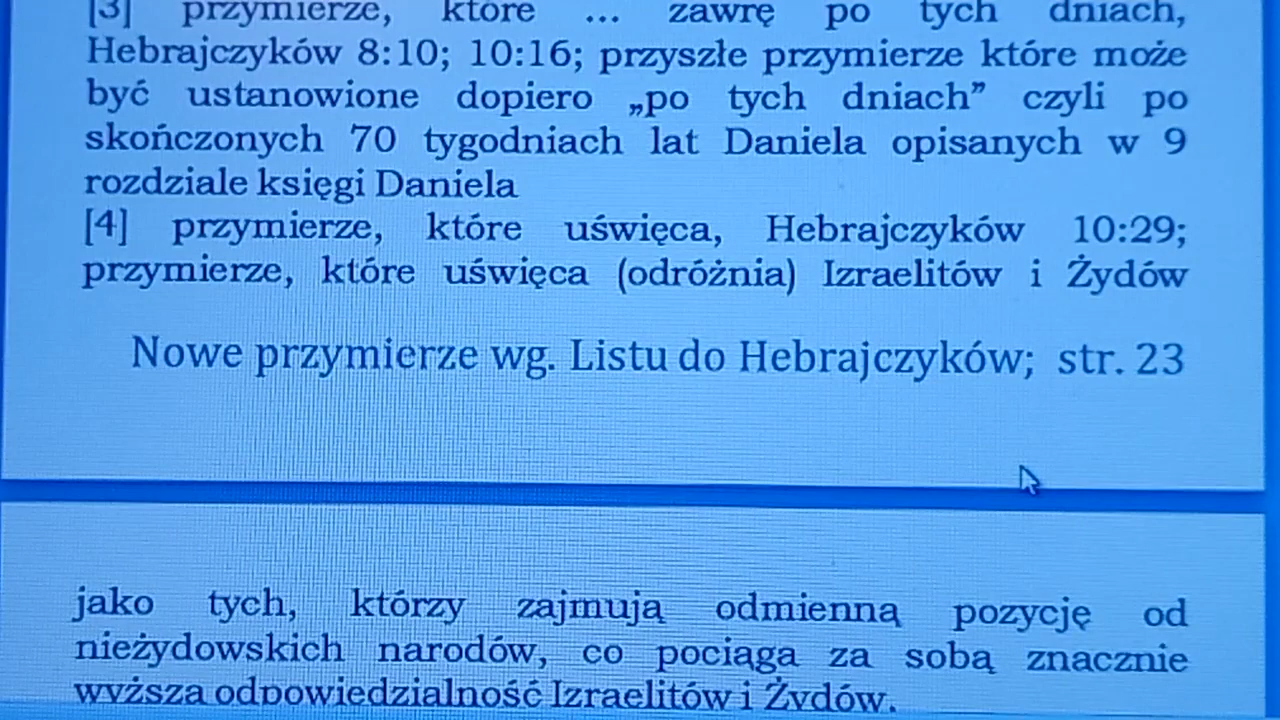 [3] przymierze, które ... zawrę po tych dniach,
Hebrajczyków 8:10; 10:16; przyszłe przymierze które może
być ustanowione dopiero „po tych dniach” czyli po
skończonych 70 tygodniach lat Daniela opisanych w 9
rozdziale księgi Daniela
[4] przymierze, które uświęca, Hebrajczyków 10:29;
przymierze, które uświęca (odróżnia) Izraelitów i Żydów
Nowe przymierze wg. Listu do Hebrajczyków; str. 23
jako tych, którzy zajmują odmienną pozycję od
nieżydowskich narodów, co pociąga za sobą znacznie
wyższą odpowiedzialność Izraelitów i Żydów.